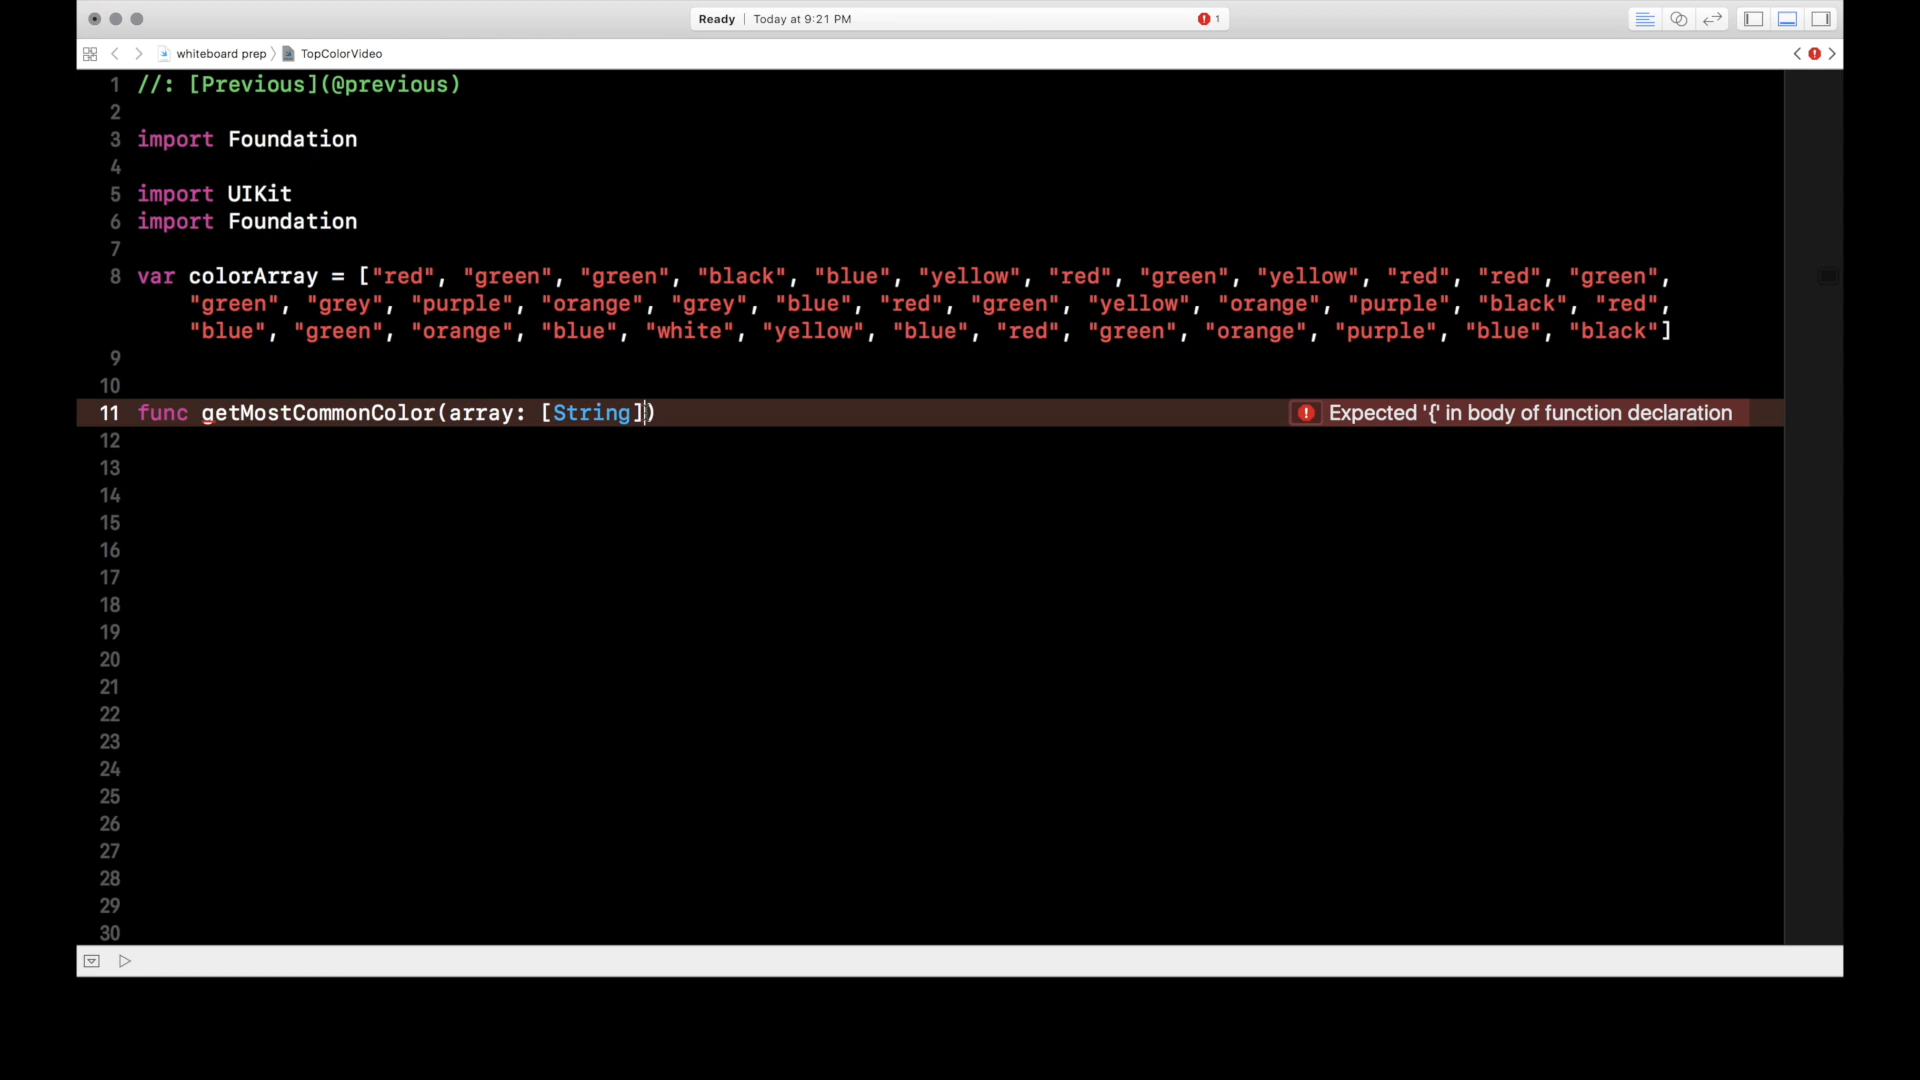 Ready | Today at 9:21 PM 1
whiteboard prep TopColorVideo
1 //: [Previous](@previous)
2
3 import Foundation
4
5 import UIKit
6 import Foundation
7
8 var colorArray = ["red", "green", "green", "black", "blue", "yellow", "red", "green", "yellow", "red", "red", "green",
"green", "grey", "purple", "orange", "grey", "blue", "red", "green", "yellow", "orange", "purple", "black", "red",
"blue", "green", "orange", "blue", "white", "yellow", "blue", "red", "green", "orange", "purple", "blue", "black"]
9
10
11 func getMostCommonColor(array: [String]) Expected '{' in body of function declaration
12
13
14
15
16
17
18
19
20
21
22
23
24
25
26
27
28
29
30